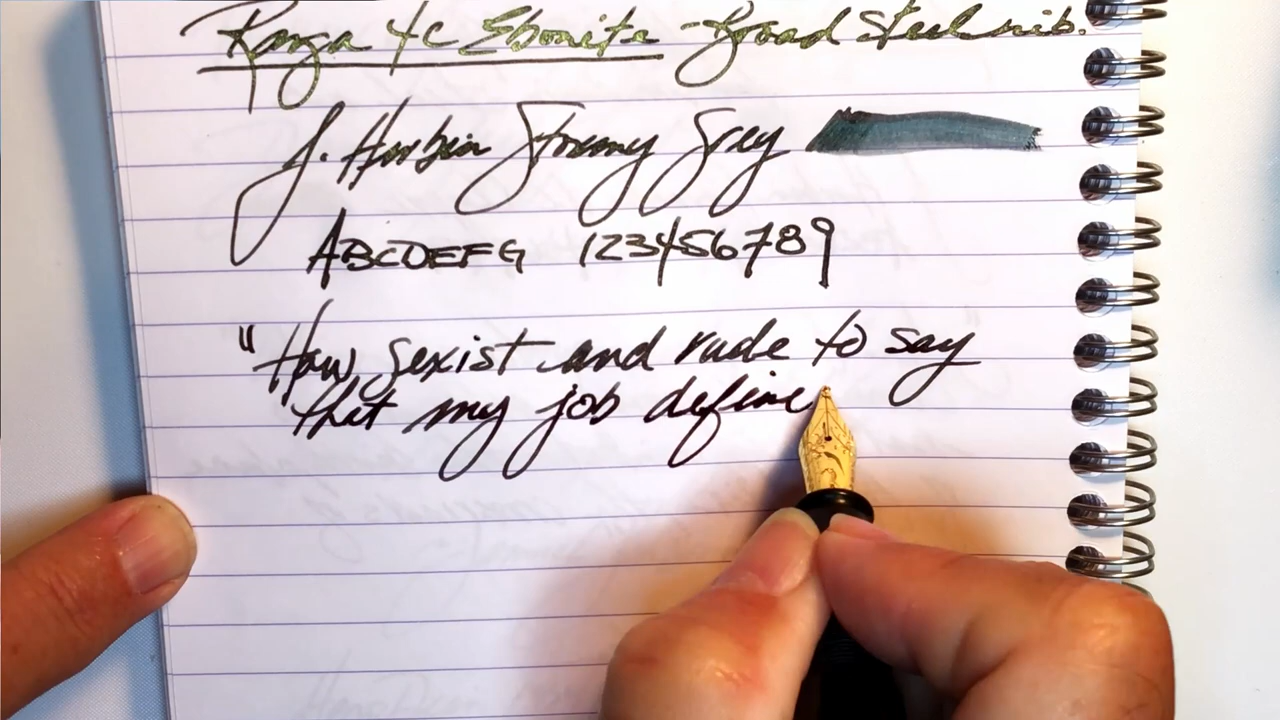 Ranga 4c Ebonite - Broad Steel nib.
J. Herbin Stormy Grey
ABCDEFG 123456789
"How sexist and rude to say
that my job define